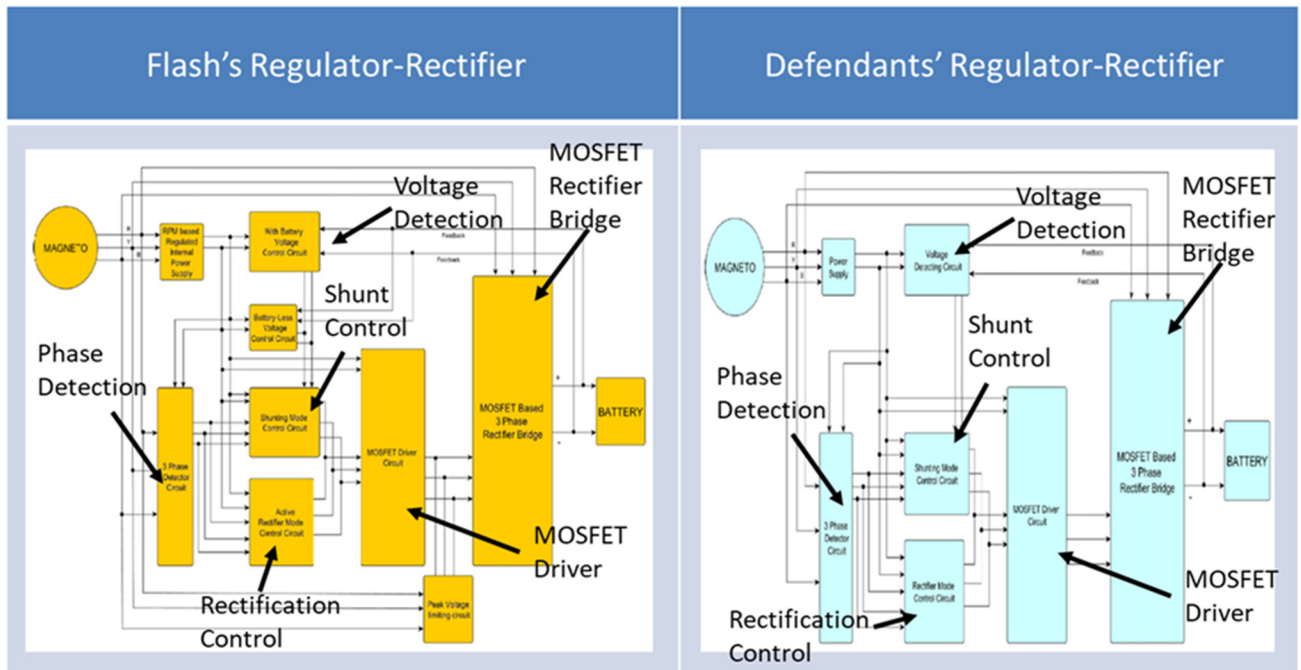 Flash's Regulator-Rectifier
Defendants' Regulator-Rectifier
MOSFET
Rectifier
Bridge
Voltage
Detection
MAGNETO
R
Y
B
RPM based
Regulated
Internal
Power
Supply
With Battery
Voltage
Control Circuit
Feedback
Feedback
Shunt
Control
Battery-Less
Voltage
Control Circuit
Phase
Detection
Shunting Mode
Control Circuit
3 Phase
Detector
Circuit
Active
Rectifier Mode
Control Circuit
MOSFET Driver
Circuit
MOSFET Based
3 Phase
Rectifier Bridge
+
-
BATTERY
MOSFET
Driver
Rectification
Control
Peak Voltage
limiting circuit
MOSFET
Rectifier
Bridge
Voltage
Detection
MAGNETO
R
Y
B
Power
Supply
Voltage
Detecting Circuit
Feedback
Feedback
Shunt
Control
Phase
Detection
3 Phase
Detector
Circuit
Shunting Mode
Control Circuit
Rectifier Mode
Control Circuit
MOSFET Driver
Circuit
MOSFET Based
3 Phase
Rectifier Bridge
+
-
BATTERY
MOSFET
Driver
Rectification
Control